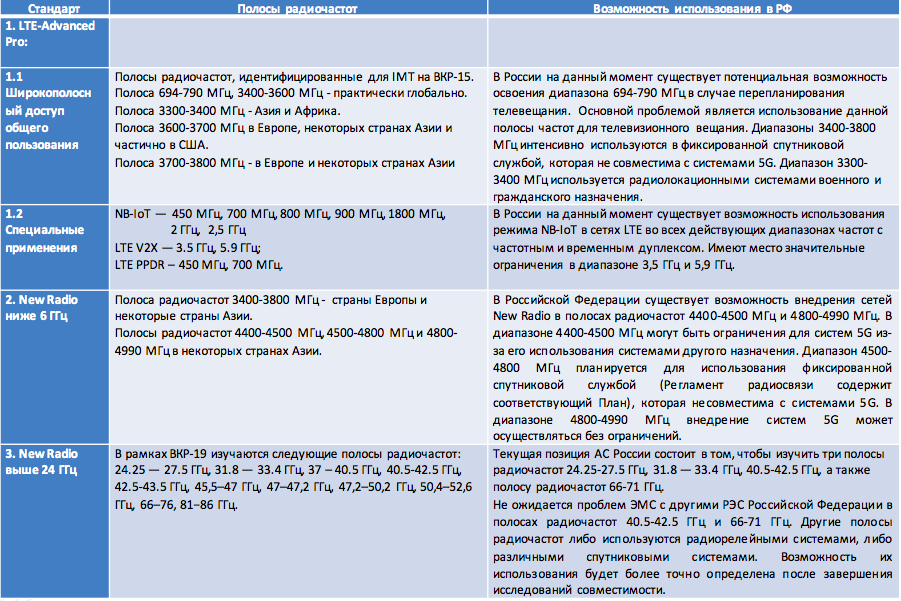 Стандарт
Полосы радиочастот
Возможность использования в РФ
1. LTE-Advanced
Pro:
1.1
Широкополосн
ый доступ
общего
пользования
Полосы радиочастот, идентифицированные для IMT на ВКР-15.
Полоса 694-790 МГц, 3400-3600 МГц - практически глобально.
Полоса 3300-3400 МГц - Азия и Африка.
Полоса 3600-3700 МГц в Европе, некоторых странах Азии и
частично в США.
Полоса 3700-3800 МГц - в Европе и некоторых странах Азии
В России на данный момент существует потенциальная возможность
освоения диапазона 694-790 МГц в случае перепланирования
телевещания. Основной проблемой является использование данной
полосы частот для телевизионного вещания. Диапазоны 3400-3800
МГц интенсивно используются в фиксированной спутниковой
службой, которая не совместима с системами 5G. Диапазон 3300-
3400 МГц используется радиолокационными системами военного и
гражданского назначения.
1.2
Специальные
применения
NB-IoT — 450 МГц, 700 МГц, 800 МГц, 900 МГц, 1800 МГц,
2 ГГц, 2,5 ГГц
LTE V2X — 3.5 ГГц, 5.9 ГГц;
LTE PPDR – 450 МГц, 700 МГц.
В России на данный момент существует возможность использования
режима NB-IoT в сетях LTE во всех действующих диапазонах частот с
частотным и временным дуплексом. Имеют место значительные
ограничения в диапазоне 3,5 ГГц и 5,9 ГГц.
2. New Radio
ниже 6 ГГц
Полоса радиочастот 3400-3800 МГц - страны Европы и
некоторые страны Азии.
Полосы радиочастот 4400-4500 МГц, 4500-4800 МГц и 4800-
4990 МГц в некоторых странах Азии.
В Российской Федерации существует возможность внедрения сетей
New Radio в полосах радиочастот 4400-4500 МГц и 4800-4990 МГц. В
диапазоне 4400-4500 МГц могут быть ограничения для систем 5G из-
за его использования системами другого назначения. Диапазон 4500-
4800 МГц планируется для использования фиксированной
спутниковой службой (Регламент радиосвязи содержит
соответствующий План), которая несовместима с системами 5G. В
диапазоне 4800-4990 МГц внедрение систем 5G может
осуществляться без ограничений.
3. New Radio
выше 24 ГГц
В рамках ВКР-19 изучаются следующие полосы радиочастот:
24.25 — 27.5 ГГц, 31.8 — 33.4 ГГц, 37 – 40.5 ГГц, 40.5-42.5 ГГц,
42.5-43.5 ГГц, 45,5–47 ГГц, 47–47,2 ГГц, 47,2–50,2 ГГц, 50,4–52,6
ГГц, 66–76, 81–86 ГГц.
Текущая позиция АС России состоит в том, чтобы изучить три полосы
радиочастот 24.25-27.5 ГГц, 31.8 — 33.4 ГГц, 40.5-42.5 ГГц, а также
полосу радиочастот 66-71 ГГц.
Не ожидается проблем ЭМС с другими РЭС Российской Федерации в
полосах радиочастот 40.5-42.5 ГГц и 66-71 ГГц. Другие полосы
радиочастот либо используются радиорелейными системами, либо
различными спутниковыми системами. Возможность их
использования будет более точно определена после завершения
исследований совместимости.